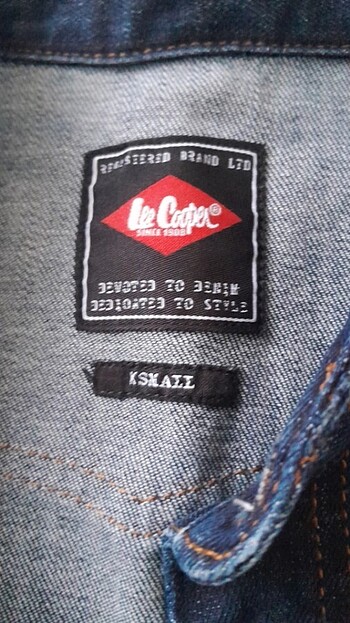 REGISTERED BRAND LTD
Lee Cooper®
SINCE 1908
DEVOTED TO DENIM
DEDICATED TO STYLE
XSMALL